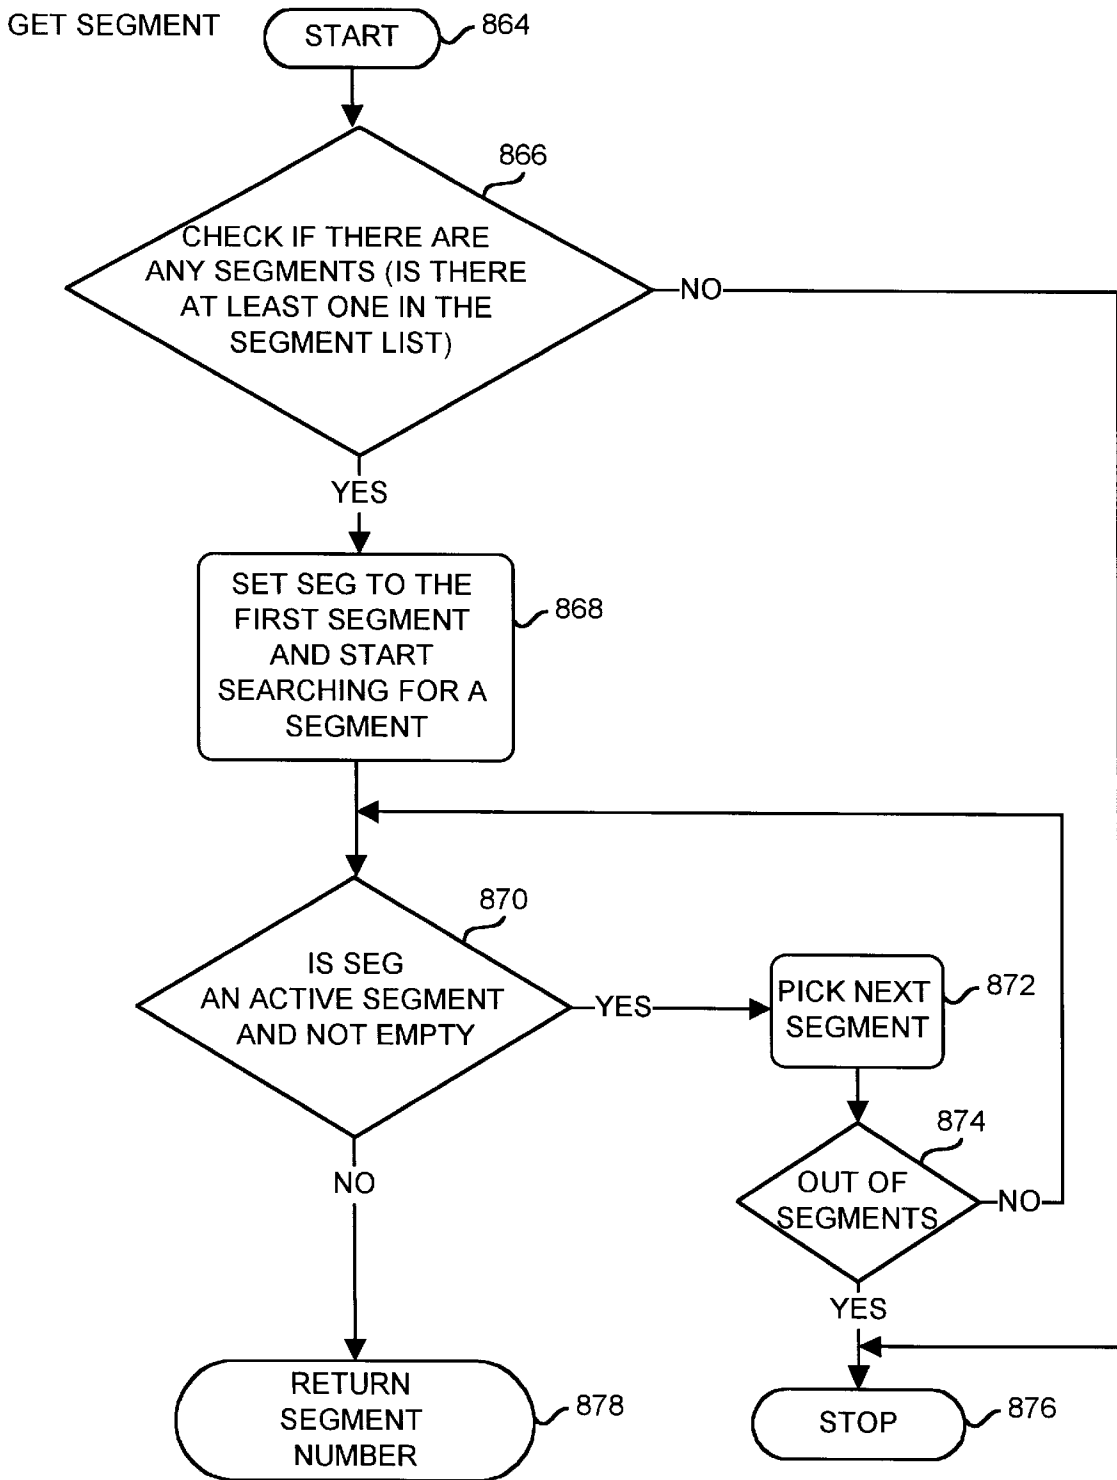 GET SEGMENT
START
864
866
CHECK IF THERE ARE
ANY SEGMENTS (IS THERE
AT LEAST ONE IN THE
SEGMENT LIST)
NO
YES
SET SEG TO THE
FIRST SEGMENT
AND START
SEARCHING FOR A
SEGMENT
868
870
IS SEG
AN ACTIVE SEGMENT
AND NOT EMPTY
YES
PICK NEXT
SEGMENT
872
874
OUT OF
SEGMENTS
NO
NO
YES
RETURN
SEGMENT
NUMBER
878
STOP
876